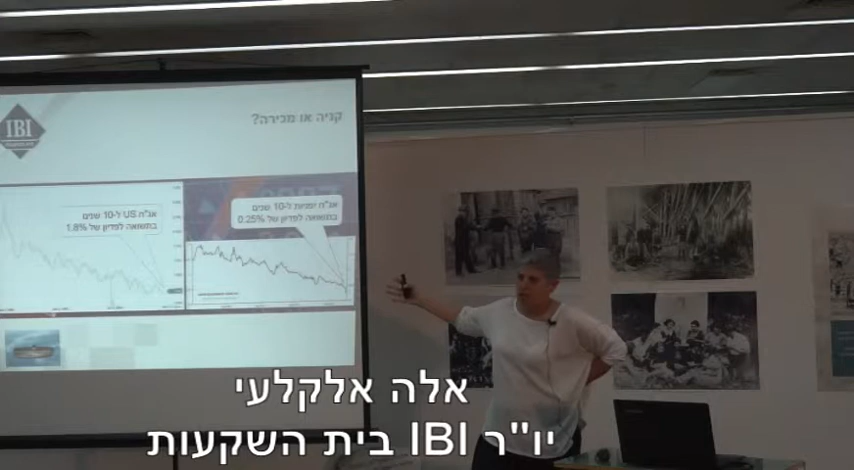 קניה או מכירה?
IBI
אג"ח US ל-10 שנים
בתשואה לפדיון של 1.8%
אג"ח יפניות ל-10 שנים
בתשואה לפדיון של 0.25%
אלה אלקלעי
יו"ר IBI בית השקעות